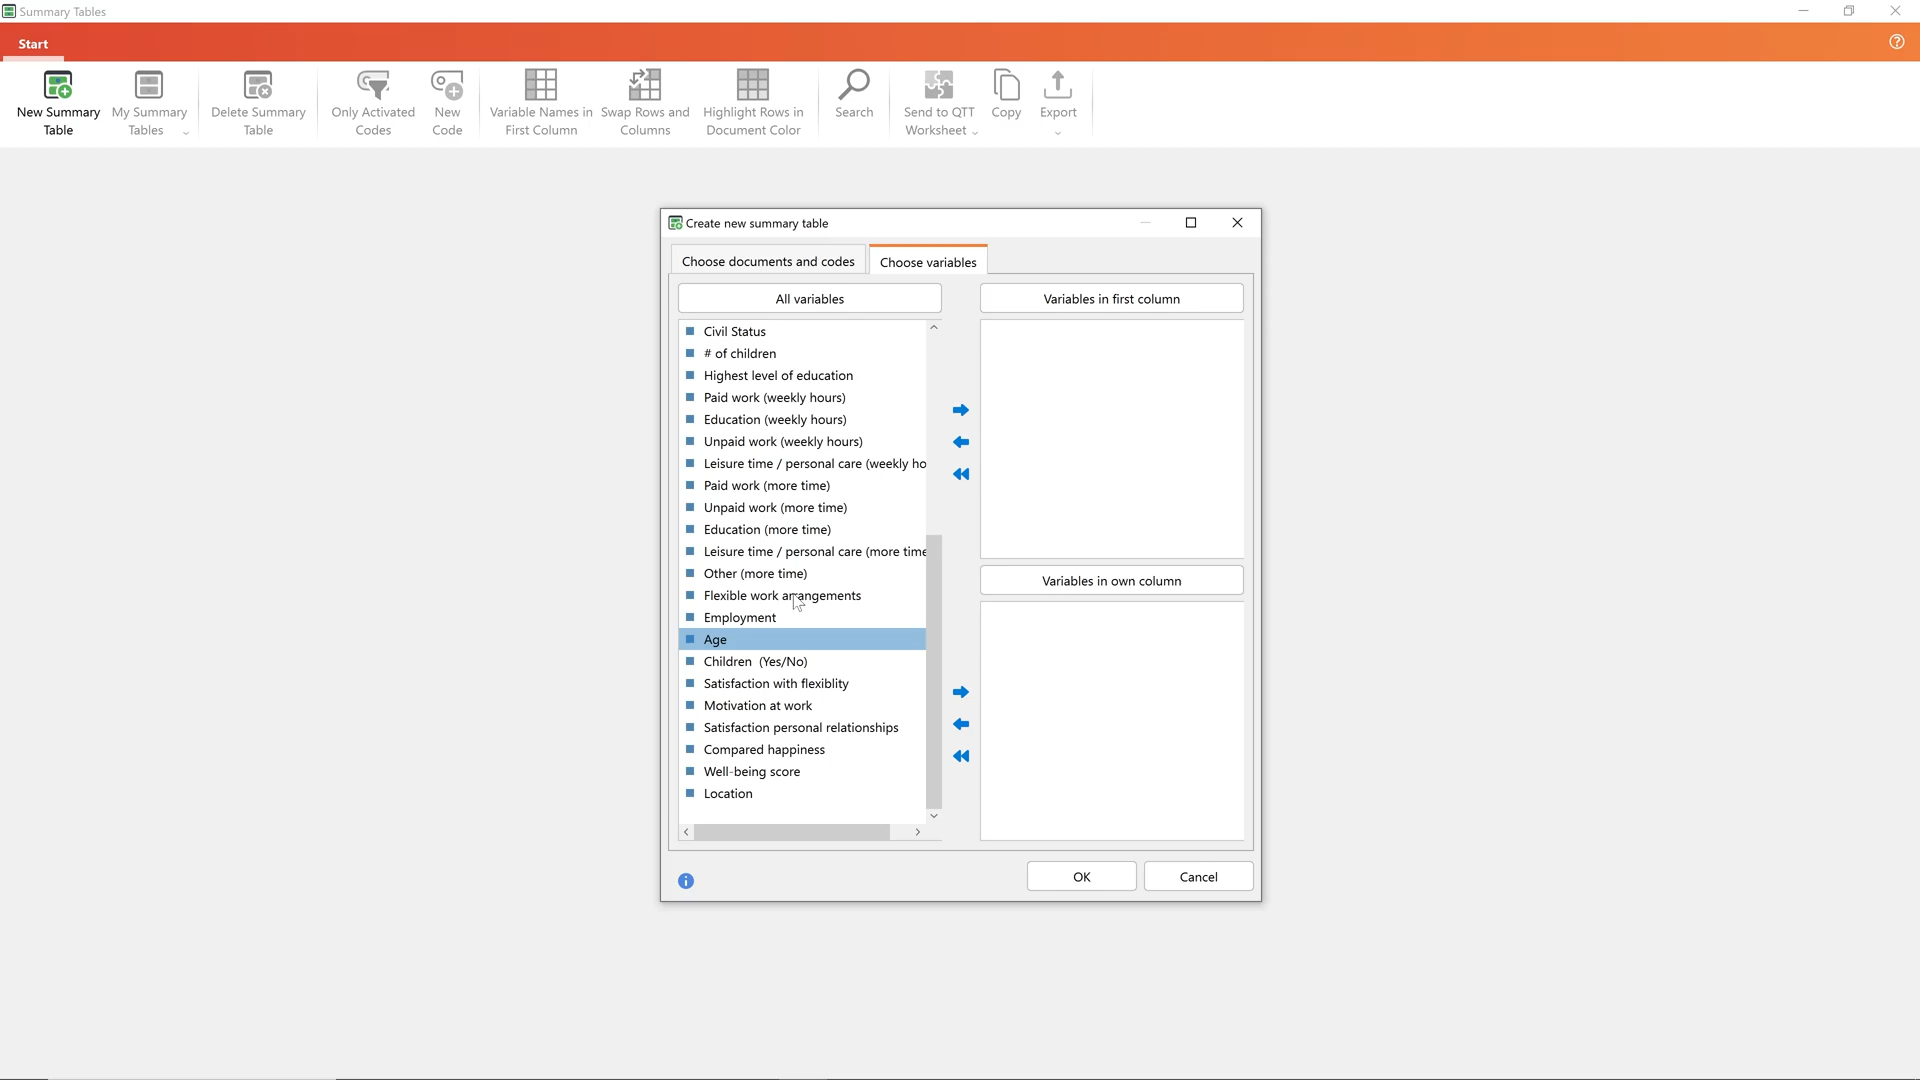 Summary Tables
Start
New Summary
Table
My Summary
Tables
Delete Summary
Table
Only Activated
Codes
New
Code
Variable Names in
First Column
Swap Rows and
Columns
Highlight Rows in
Document Color
Search
Send to QTT
Worksheet
Copy
Export
Create new summary table
Choose documents and codes
Choose variables
All variables
Civil Status
# of children
Highest level of education
Paid work (weekly hours)
Education (weekly hours)
Unpaid work (weekly hours)
Leisure time / personal care (weekly ho
Paid work (more time)
Unpaid work (more time)
Education (more time)
Leisure time / personal care (more time
Other (more time)
Flexible work arrangements
Employment
Age
Children (Yes/No)
Satisfaction with flexiblity
Motivation at work
Satisfaction personal relationships
Compared happiness
Well-being score
Location
Variables in first column
Variables in own column
OK
Cancel